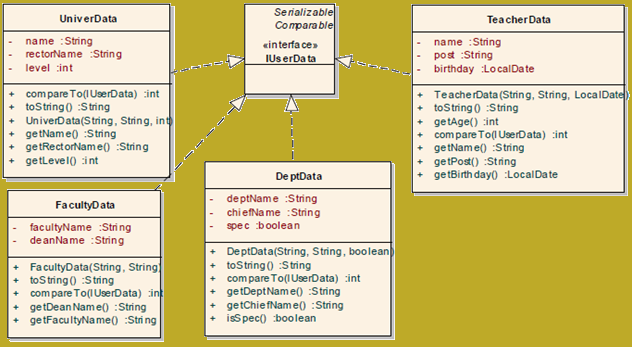 UniverData
- name :String
- rectorName :String
- level :int
+ compareTo(IUserData) :int
+ toString() :String
+ UniverData(String, String, int)
+ getName() :String
+ getRectorName() :String
+ getLevel() :int
Serializable
Comparable
«interface»
IUserData
TeacherData
- name :String
- post :String
- birthday :LocalDate
+ TeacherData(String, String, LocalDate)
+ toString() :String
+ getAge() :int
+ compareTo(IUserData) :int
+ getName() :String
+ getPost() :String
+ getBirthday() :LocalDate
FacultyData
- facultyName :String
- deanName :String
+ FacultyData(String, String)
+ toString() :String
+ compareTo(IUserData) :int
+ getDeanName() :String
+ getFacultyName() :String
DeptData
- deptName :String
- chiefName :String
- spec :boolean
+ DeptData(String, String, boolean)
+ toString() :String
+ compareTo(IUserData) :int
+ getDeptName() :String
+ getChiefName() :String
+ isSpec() :boolean